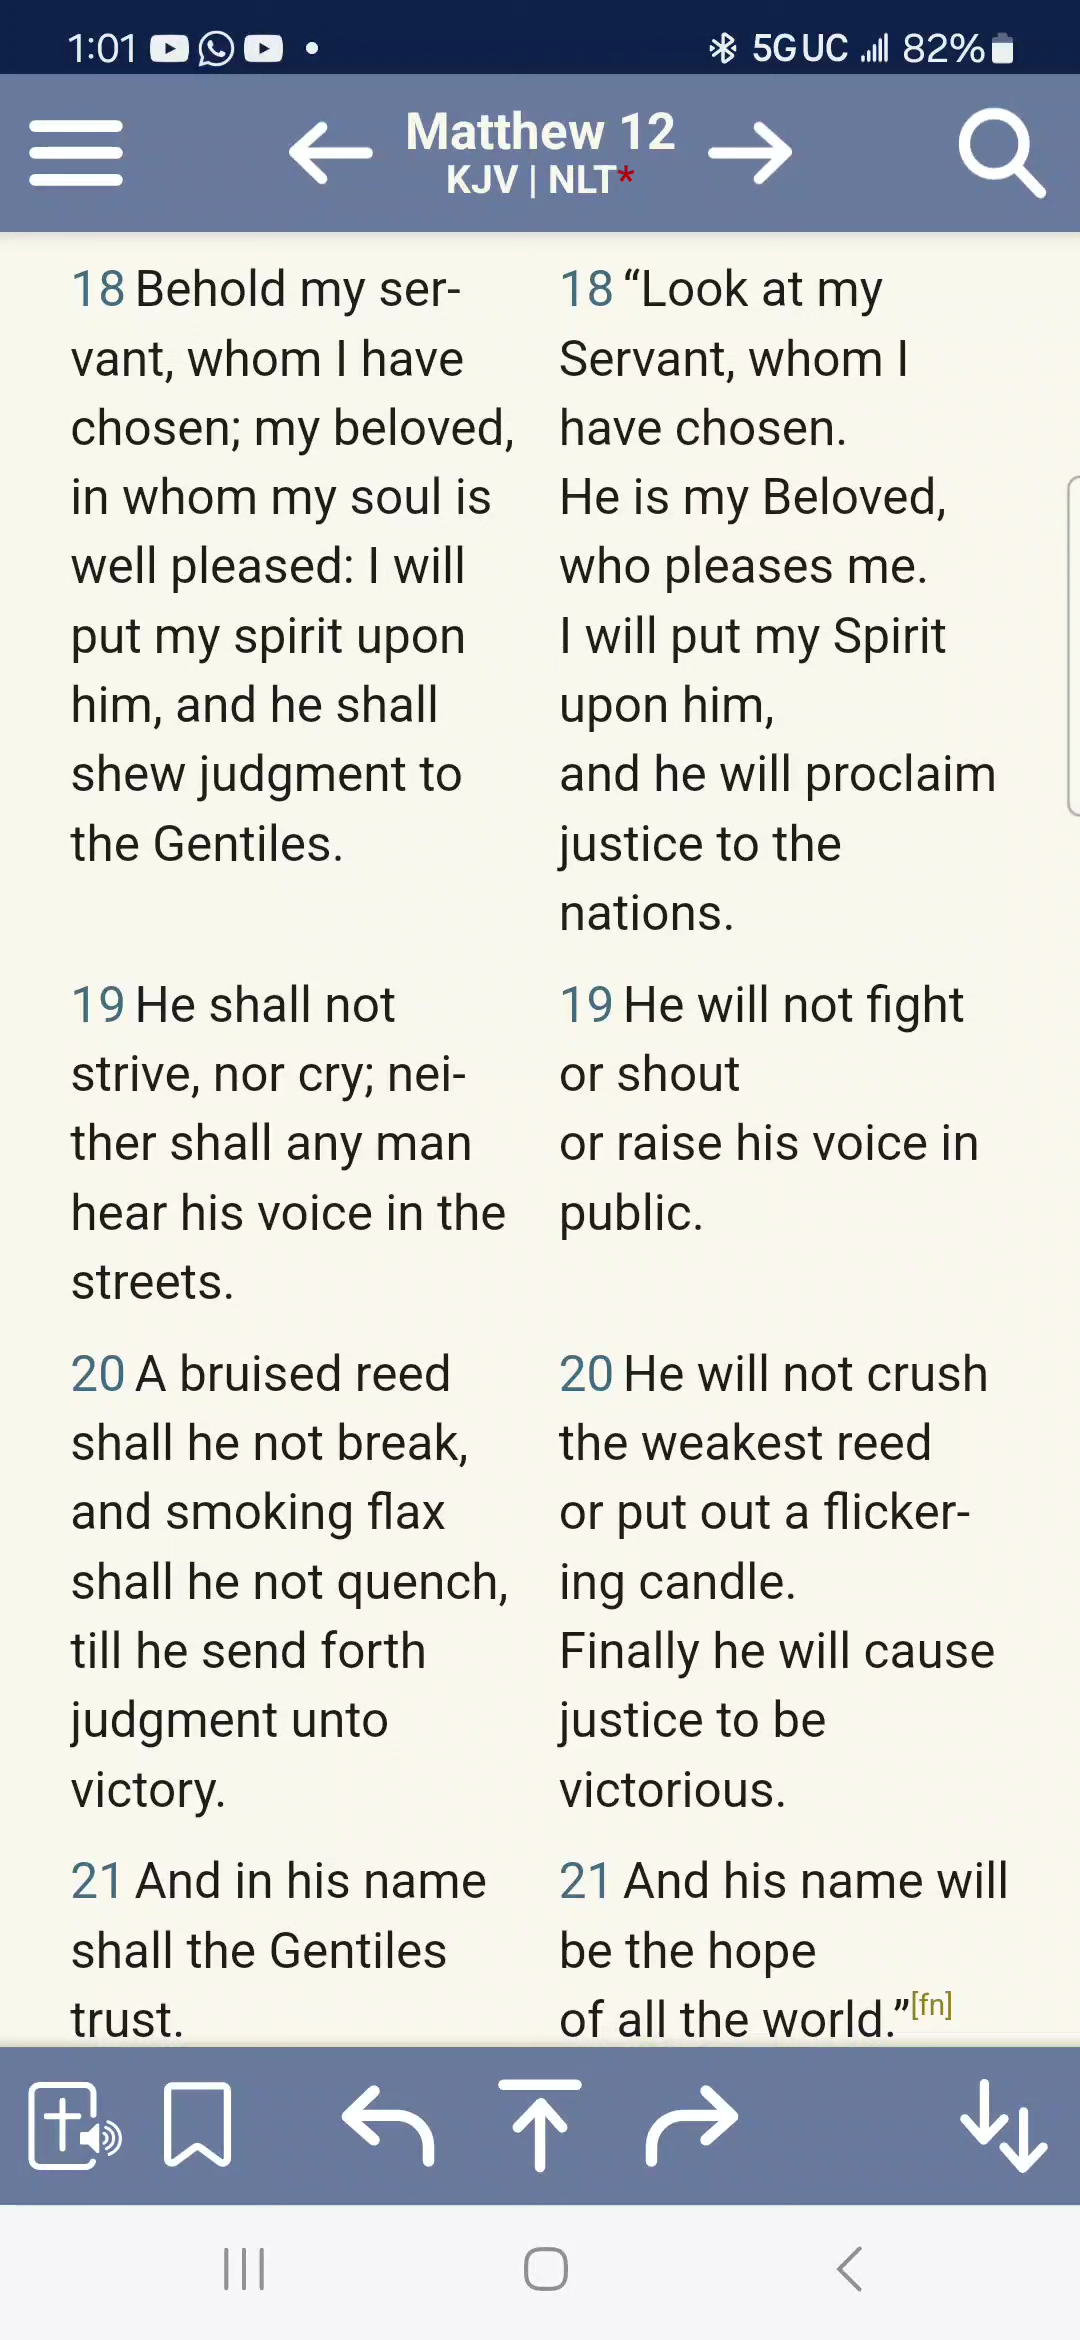 1:01
5G UC 82%
Matthew 12
KJV | NLT*
18 Behold my ser-
vant, whom I have
chosen; my beloved,
in whom my soul is
well pleased: I will
put my spirit upon
him, and he shall
shew judgment to
the Gentiles.
18 “Look at my
Servant, whom I
have chosen.
He is my Beloved,
who pleases me.
I will put my Spirit
upon him,
and he will proclaim
justice to the
nations.
19 He shall not
strive, nor cry; nei-
ther shall any man
hear his voice in the
streets.
19 He will not fight
or shout
or raise his voice in
public.
20 A bruised reed
shall he not break,
and smoking flax
shall he not quench,
till he send forth
judgment unto
victory.
20 He will not crush
the weakest reed
or put out a flicker-
ing candle.
Finally he will cause
justice to be
victorious.
21 And in his name
shall the Gentiles
trust.
21 And his name will
be the hope
of all the world.”[fn]